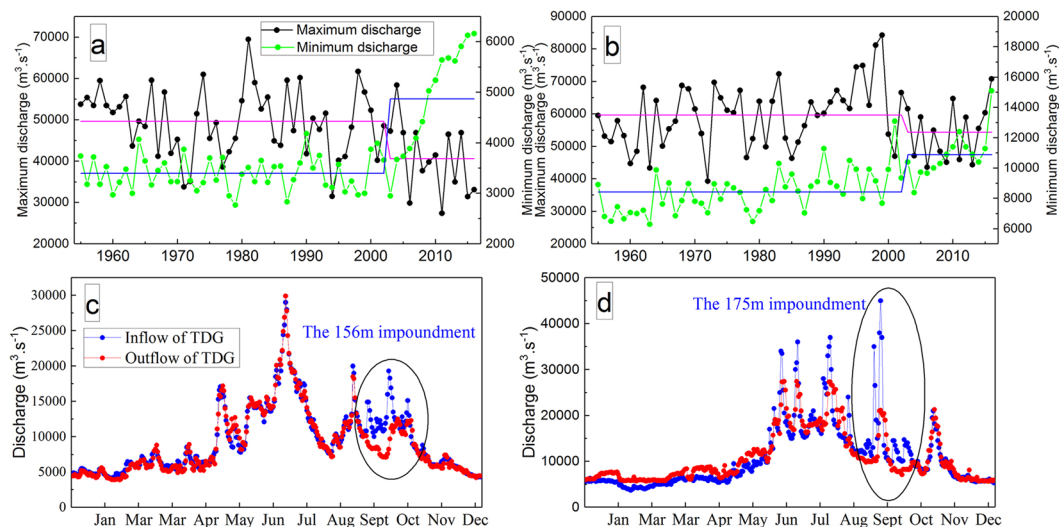 a
Maximum discharge
Minimum dsicharge
Maximum discharge (m³.s⁻¹)
70000
60000
50000
40000
30000
20000
6000
5000
4000
3000
2000
Minimum discharge (m³.s⁻¹)
1960 1970 1980 1990 2000 2010
b
Maximum discharge (m³.s⁻¹)
90000
80000
70000
60000
50000
40000
30000
20000
20000
18000
16000
14000
12000
10000
8000
6000
Minimum discharge (m³.s⁻¹)
1960 1970 1980 1990 2000 2010
c
Inflow of TDG
Outflow of TDG
The 156m impoundment
Discharge (m³.s⁻¹)
30000
25000
20000
15000
10000
5000
0
Jan Mar Mar Apr May Jun Jul Aug Sept Oct Nov Dec
d
The 175m impoundment
Discharge (m³.s⁻¹)
50000
40000
30000
20000
10000
0
Jan Mar Mar Apr May Jun Jul Aug Sept Oct Nov Dec